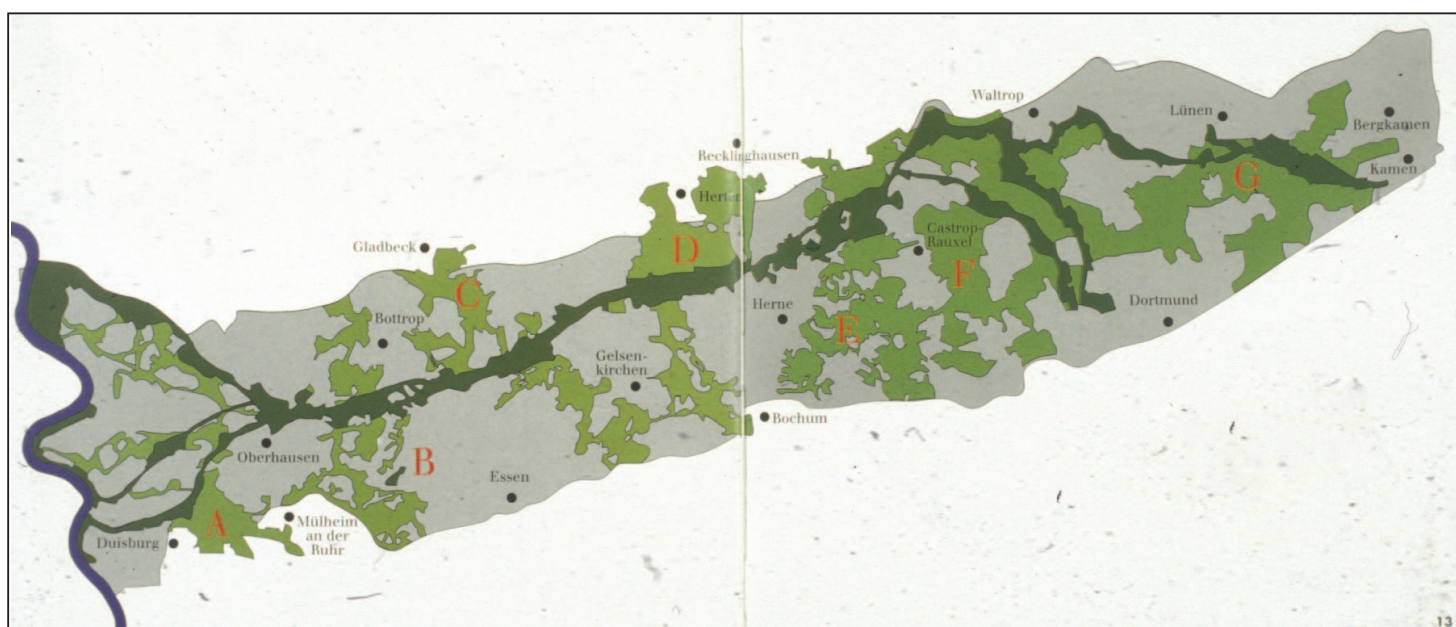 Waltrop
Lünen
Bergkamen
Recklinghausen
Kamen
Herten
G
Gladbeck
D
Castrop-
Rauxel
F
C
Herne
Dortmund
Bottrop
E
Gelsen-
kirchen
Bochum
Oberhausen
B
Essen
A
Mülheim
an der
Ruhr
Duisburg
13